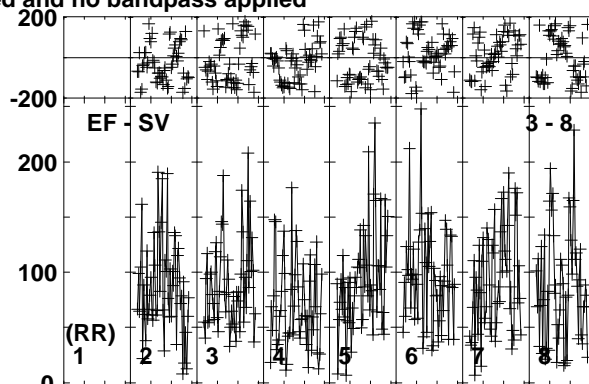 ed and no bandpass applied
200
-200
EF - SV 3 - 8
200
100
(RR)
1 2 3 4 5 6 7 8
0